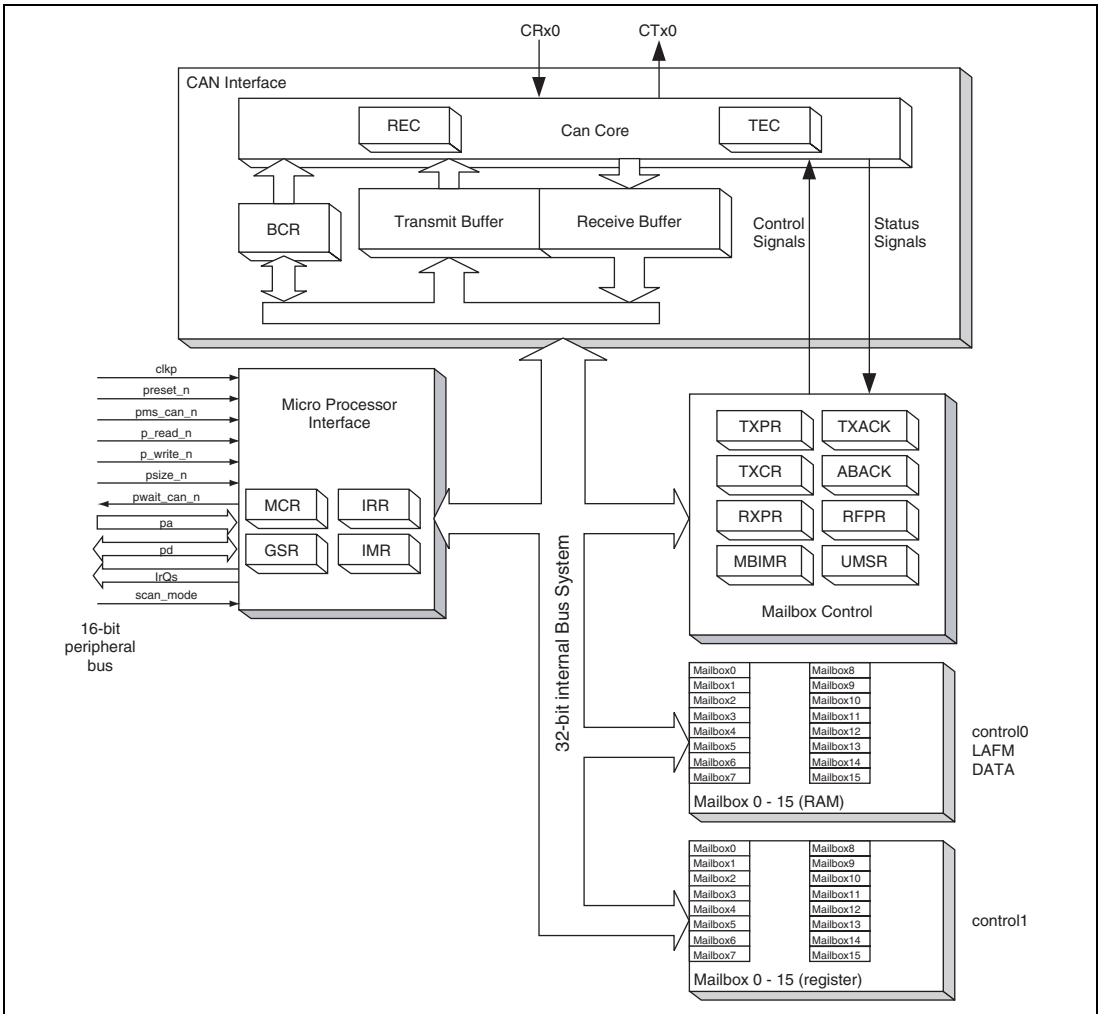 CRx0
CTx0
CAN Interface
REC
Can Core
TEC
BCR
Transmit Buffer
Receive Buffer
Control
Signals
Status
Signals
clkp
preset_n
pms_can_n
p_read_n
p_write_n
psize_n
pwait_can_n
pa
pd
IrQs
scan_mode
16-bit
peripheral
bus
Micro Processor
Interface
MCR
IRR
GSR
IMR
32-bit internal Bus System
TXPR
TXACK
TXCR
ABACK
RXPR
RFPR
MBIMR
UMSR
Mailbox Control
Mailbox0
Mailbox1
Mailbox2
Mailbox3
Mailbox4
Mailbox5
Mailbox6
Mailbox7
Mailbox8
Mailbox9
Mailbox10
Mailbox11
Mailbox12
Mailbox13
Mailbox14
Mailbox15
Mailbox 0 - 15 (RAM)
control0
LAFM
DATA
Mailbox0
Mailbox1
Mailbox2
Mailbox3
Mailbox4
Mailbox5
Mailbox6
Mailbox7
Mailbox8
Mailbox9
Mailbox10
Mailbox11
Mailbox12
Mailbox13
Mailbox14
Mailbox15
Mailbox 0 - 15 (register)
control1